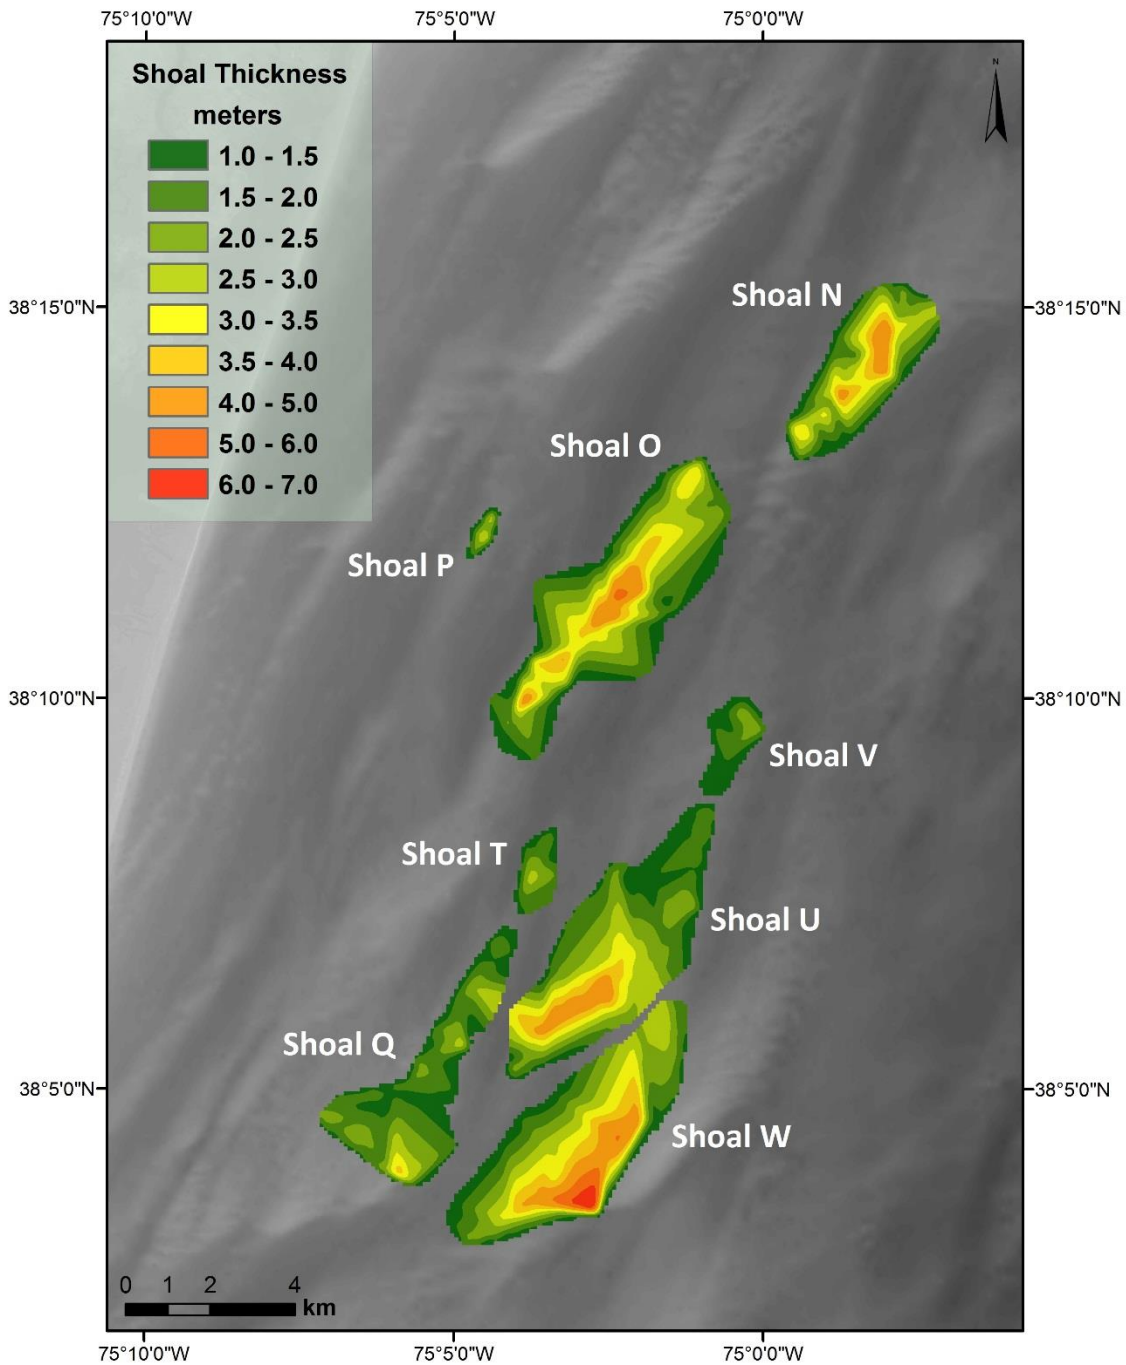 75°10'0"W 75°5'0"W 75°0'0"W
N
Shoal Thickness
meters
1.0 - 1.5
1.5 - 2.0
2.0 - 2.5
2.5 - 3.0
3.0 - 3.5
3.5 - 4.0
4.0 - 5.0
5.0 - 6.0
6.0 - 7.0
Shoal N
38°15'0"N 38°15'0"N
Shoal O
Shoal P
38°10'0"N 38°10'0"N
Shoal V
Shoal T
Shoal U
Shoal Q
38°5'0"N 38°5'0"N
Shoal W
0 1 2 4
km
75°10'0"W 75°5'0"W 75°0'0"W